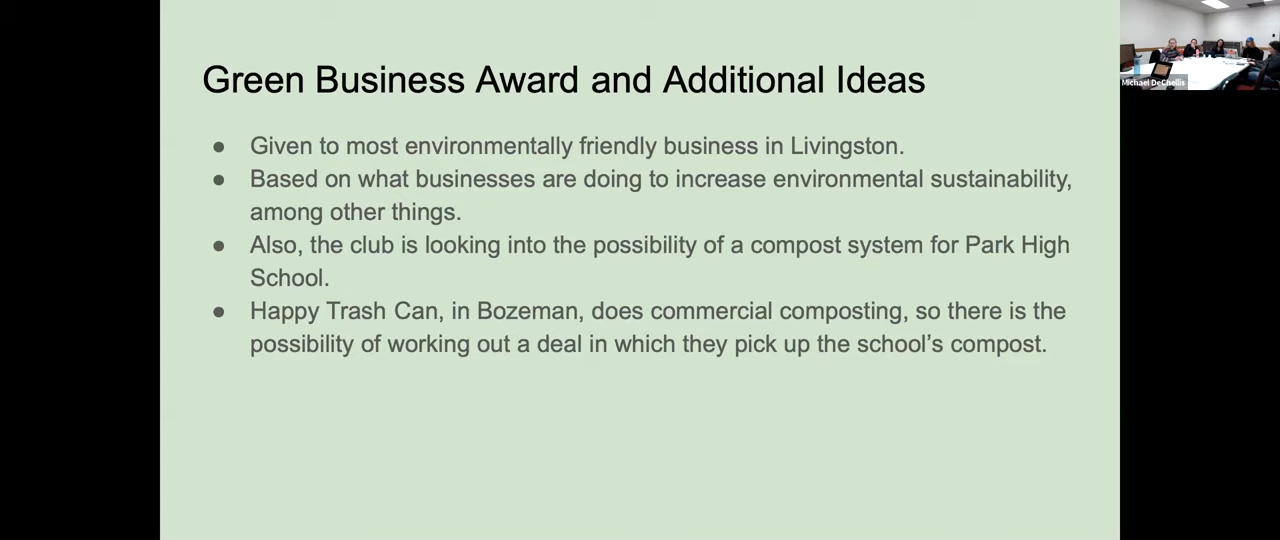 Green Business Award and Additional Ideas
● Given to most environmentally friendly business in Livingston.
● Based on what businesses are doing to increase environmental sustainability,
among other things.
● Also, the club is looking into the possibility of a compost system for Park High
School.
● Happy Trash Can, in Bozeman, does commercial composting, so there is the
possibility of working out a deal in which they pick up the school’s compost.
Michael DeChellis